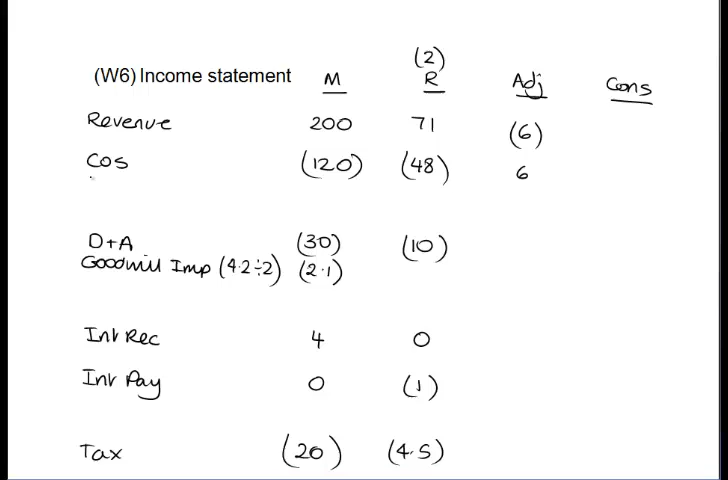 (2)
(W6) Income statement M R Adj Cons
Revenue 200 71 (6)
COS (120) (48) 6
D+A (30) (10)
Goodwill Imp (4.2÷2) (2.1)
Int Rec 4 0
Int Pay 0 (1)
Tax (20) (4.5)